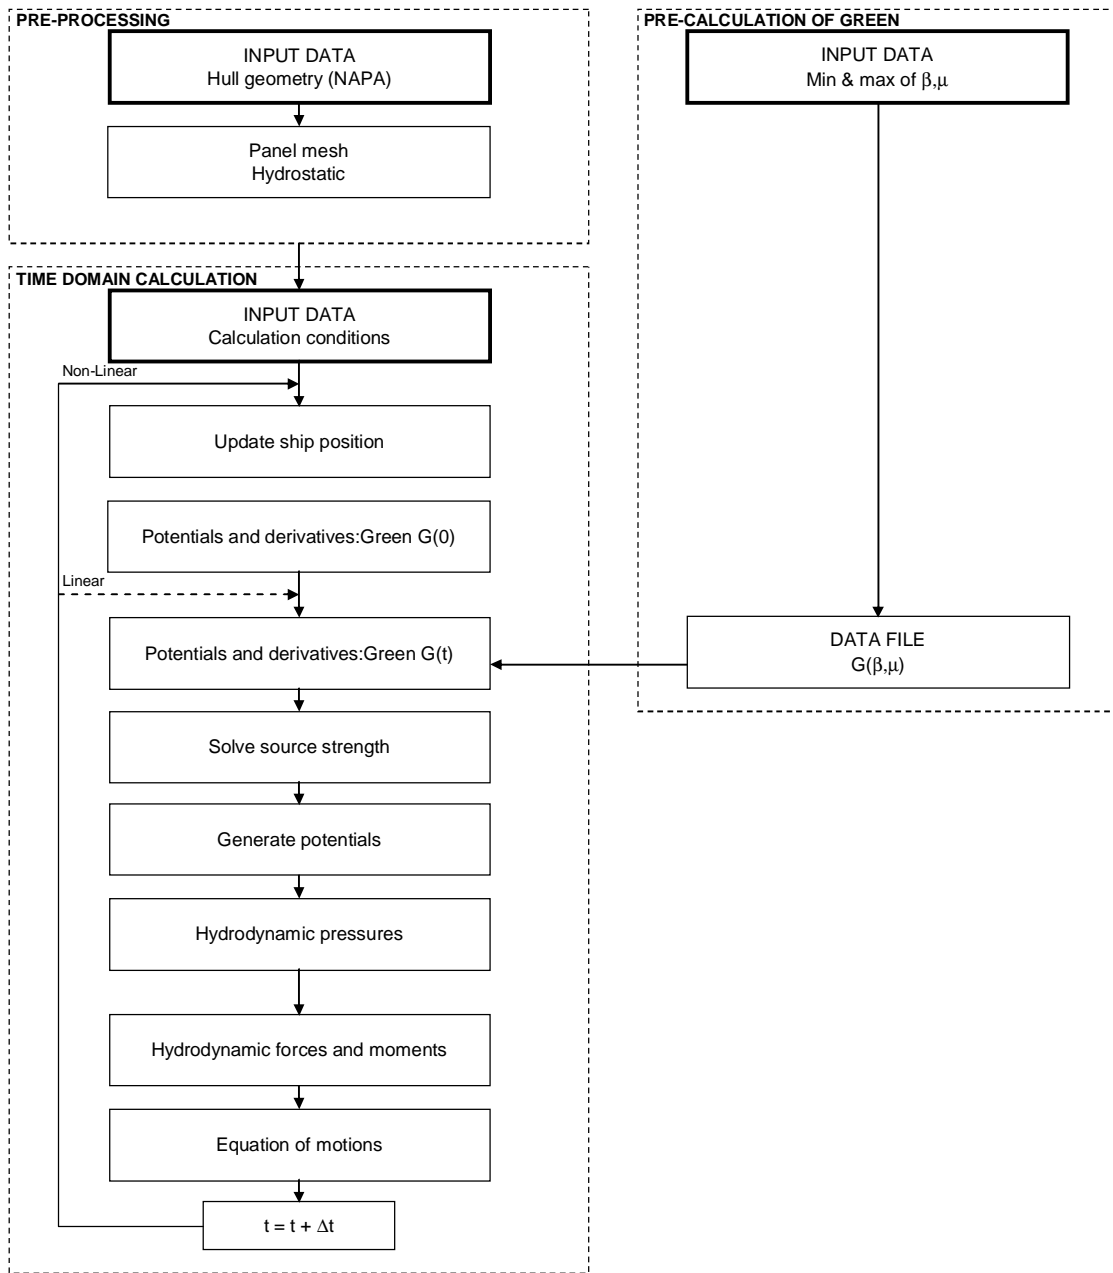 PRE-PROCESSING
INPUT DATA
Hull geometry (NAPA)
Panel mesh
Hydrostatic
PRE-CALCULATION OF GREEN
INPUT DATA
Min & max of β,μ
DATA FILE
G(β,μ)
TIME DOMAIN CALCULATION
INPUT DATA
Calculation conditions
Non-Linear
Update ship position
Potentials and derivatives:Green G(0)
Linear
Potentials and derivatives:Green G(t)
Solve source strength
Generate potentials
Hydrodynamic pressures
Hydrodynamic forces and moments
Equation of motions
t = t + Δt